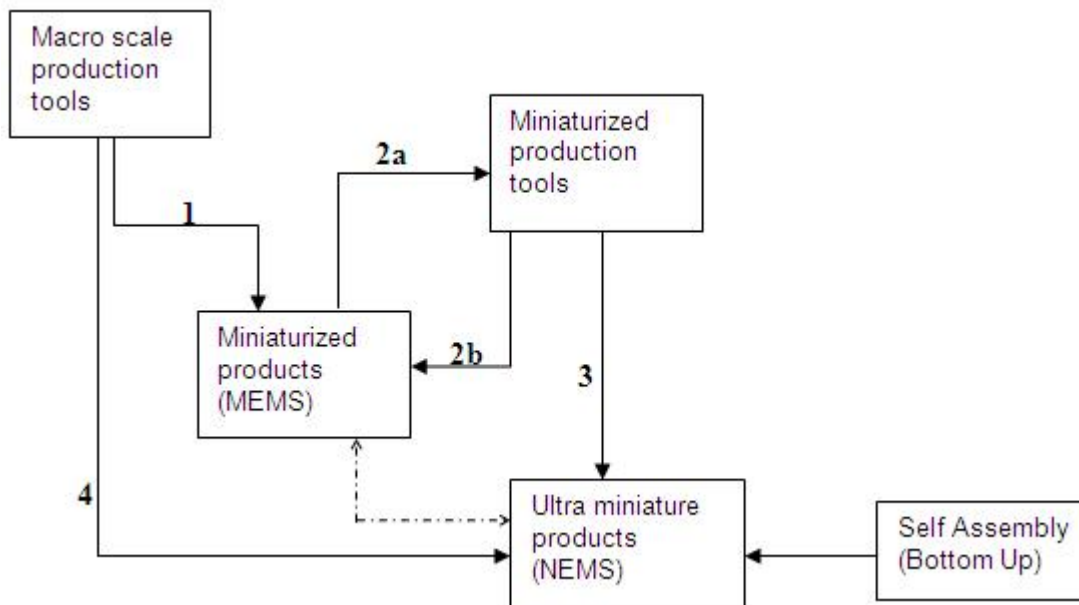 Macro scale
production
tools
Miniaturized
production
tools
2a
1
Miniaturized
products
(MEMS)
2b
3
4
Ultra miniature
products
(NEMS)
Self Assembly
(Bottom Up)